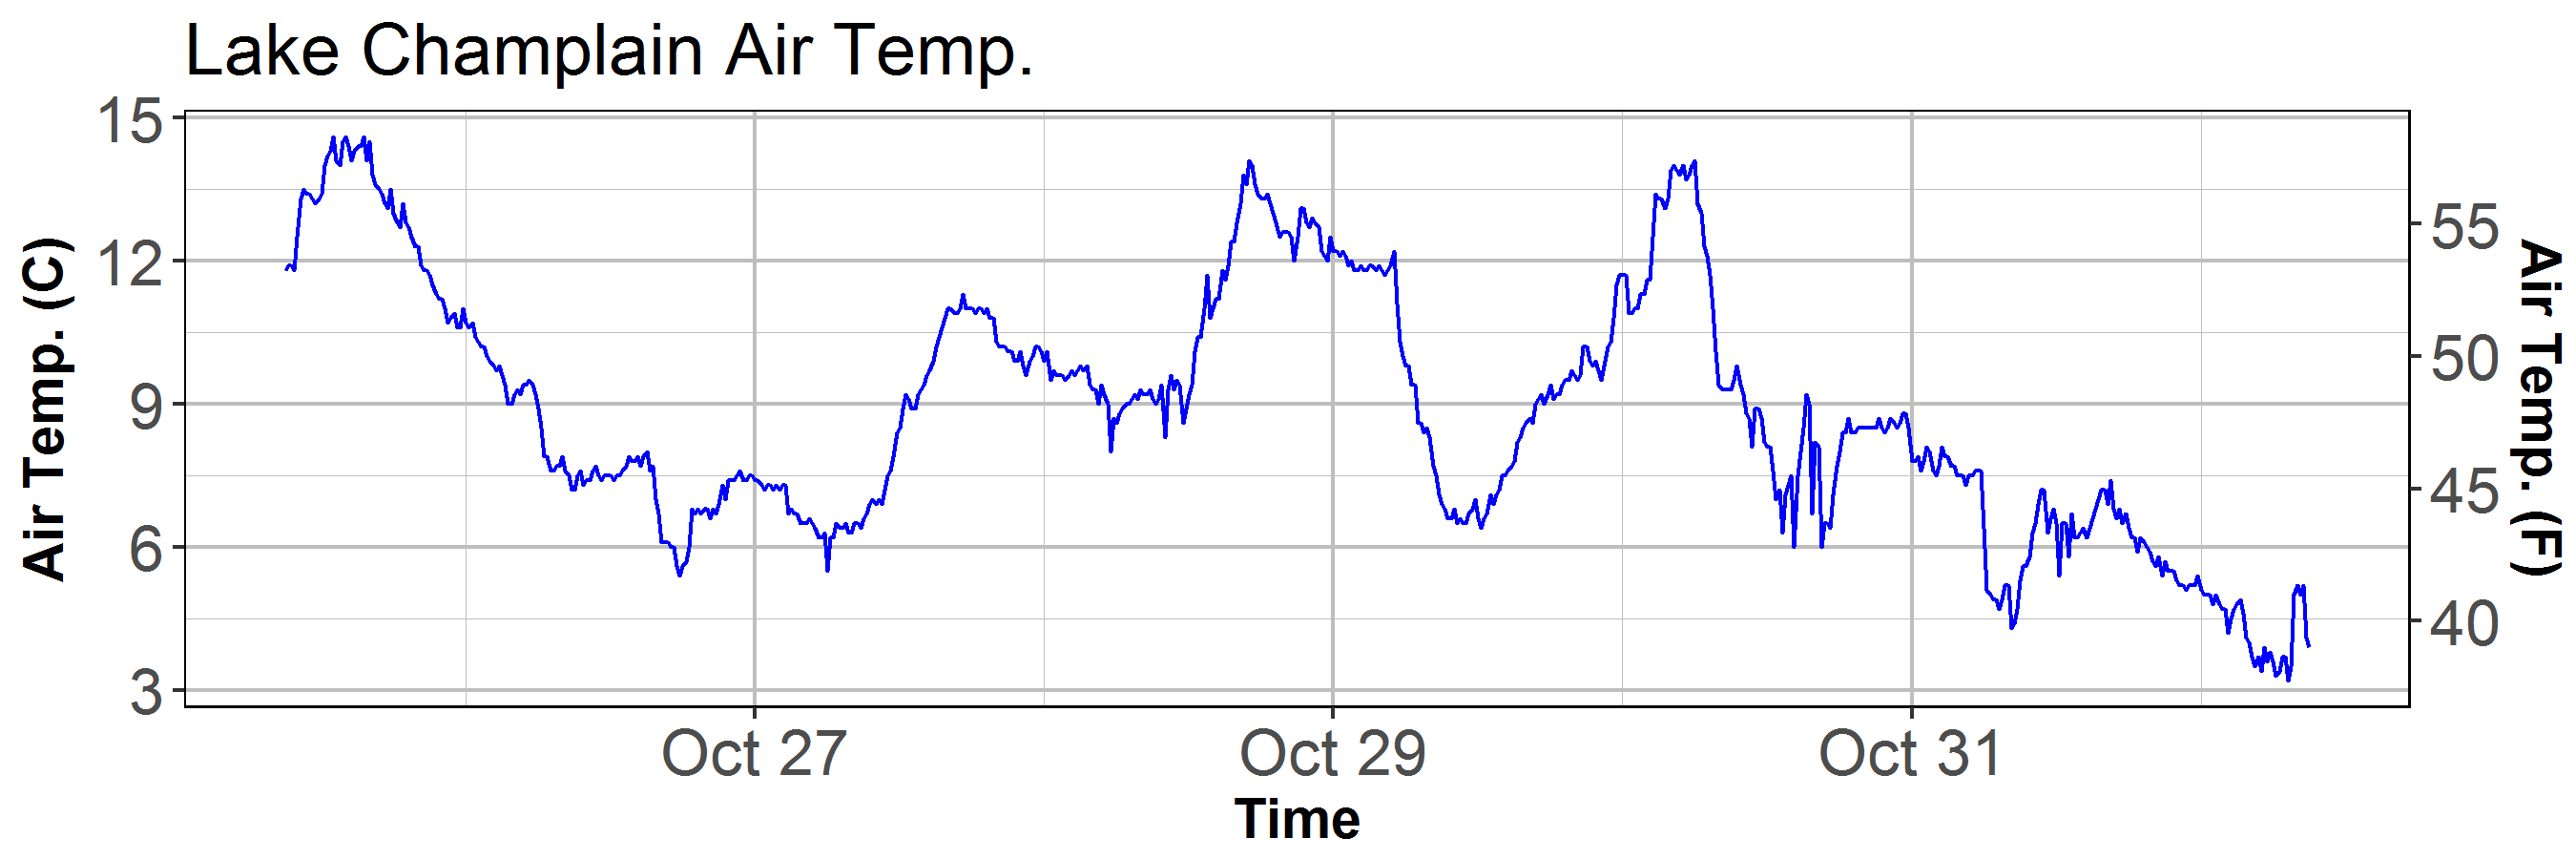 Lake Champlain Air Temp.
15
12
9
6
3
Air Temp. (C)
55
50
45
40
Air Temp. (F)
Oct 27
Oct 29
Oct 31
Time